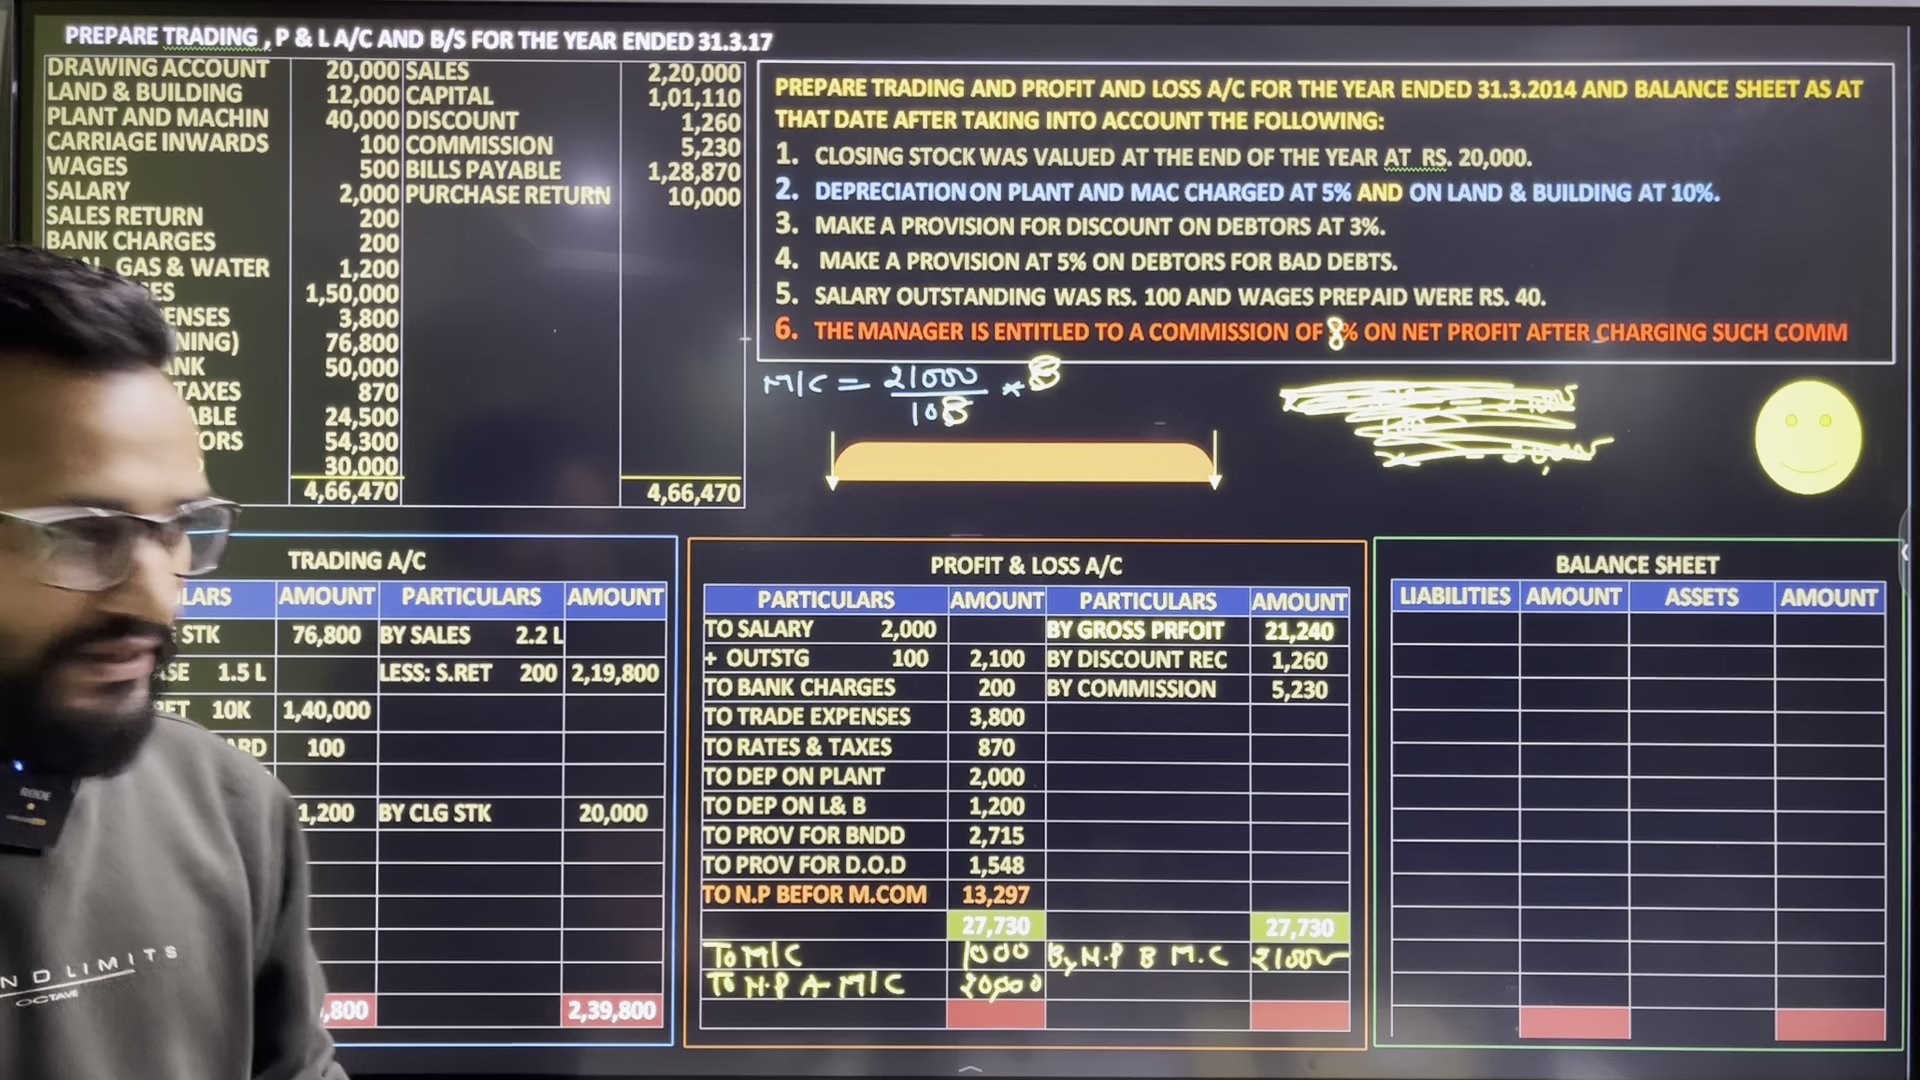 PREPARE TRADING , P & L A/C AND B/S FOR THE YEAR ENDED 31.3.17
DRAWING ACCOUNT 20,000 SALES 2,20,000
LAND & BUILDING 12,000 CAPITAL 1,01,110
PLANT AND MACHIN 40,000 DISCOUNT 1,260
CARRIAGE INWARDS 100 COMMISSION 5,230
WAGES 500 BILLS PAYABLE 1,28,870
SALARY 2,000 PURCHASE RETURN 10,000
SALES RETURN 200
BANK CHARGES 200
GAS & WATER 1,200
ES 1,50,000
ENSES 3,800
NING) 76,800
ANK 50,000
TAXES 870
ABLE 24,500
ORS 54,300
30,000
4,66,470 4,66,470
PREPARE TRADING AND PROFIT AND LOSS A/C FOR THE YEAR ENDED 31.3.2014 AND BALANCE SHEET AS AT
THAT DATE AFTER TAKING INTO ACCOUNT THE FOLLOWING:
1. CLOSING STOCK WAS VALUED AT THE END OF THE YEAR AT RS. 20,000.
2. DEPRECIATION ON PLANT AND MAC CHARGED AT 5% AND ON LAND & BUILDING AT 10%.
3. MAKE A PROVISION FOR DISCOUNT ON DEBTORS AT 3%.
4. MAKE A PROVISION AT 5% ON DEBTORS FOR BAD DEBTS.
5. SALARY OUTSTANDING WAS RS. 100 AND WAGES PREPAID WERE RS. 40.
6. THE MANAGER IS ENTITLED TO A COMMISSION OF 8% ON NET PROFIT AFTER CHARGING SUCH COMM
M/C = 21000 * 8
108
TRADING A/C
LARS AMOUNT PARTICULARS AMOUNT
STK 76,800 BY SALES 2.2 L
ASE 1.5 L LESS: S.RET 200 2,19,800
RET 10K 1,40,000
ARD 100
1,200 BY CLG STK 20,000
,800 2,39,800
PROFIT & LOSS A/C
PARTICULARS AMOUNT PARTICULARS AMOUNT
TO SALARY 2,000 BY GROSS PRFOIT 21,240
+ OUTSTG 100 2,100 BY DISCOUNT REC 1,260
TO BANK CHARGES 200 BY COMMISSION 5,230
TO TRADE EXPENSES 3,800
TO RATES & TAXES 870
TO DEP ON PLANT 2,000
TO DEP ON L& B 1,200
TO PROV FOR BNDD 2,715
TO PROV FOR D.O.D 1,548
TO N.P BEFOR M.COM 13,297
27,730 27,730
To M/C 1000 By N.P B M.C 21000
To N.P A M/C 20,000
BALANCE SHEET
LIABILITIES AMOUNT ASSETS AMOUNT
RODE
ND LIMITS
OCTAVE